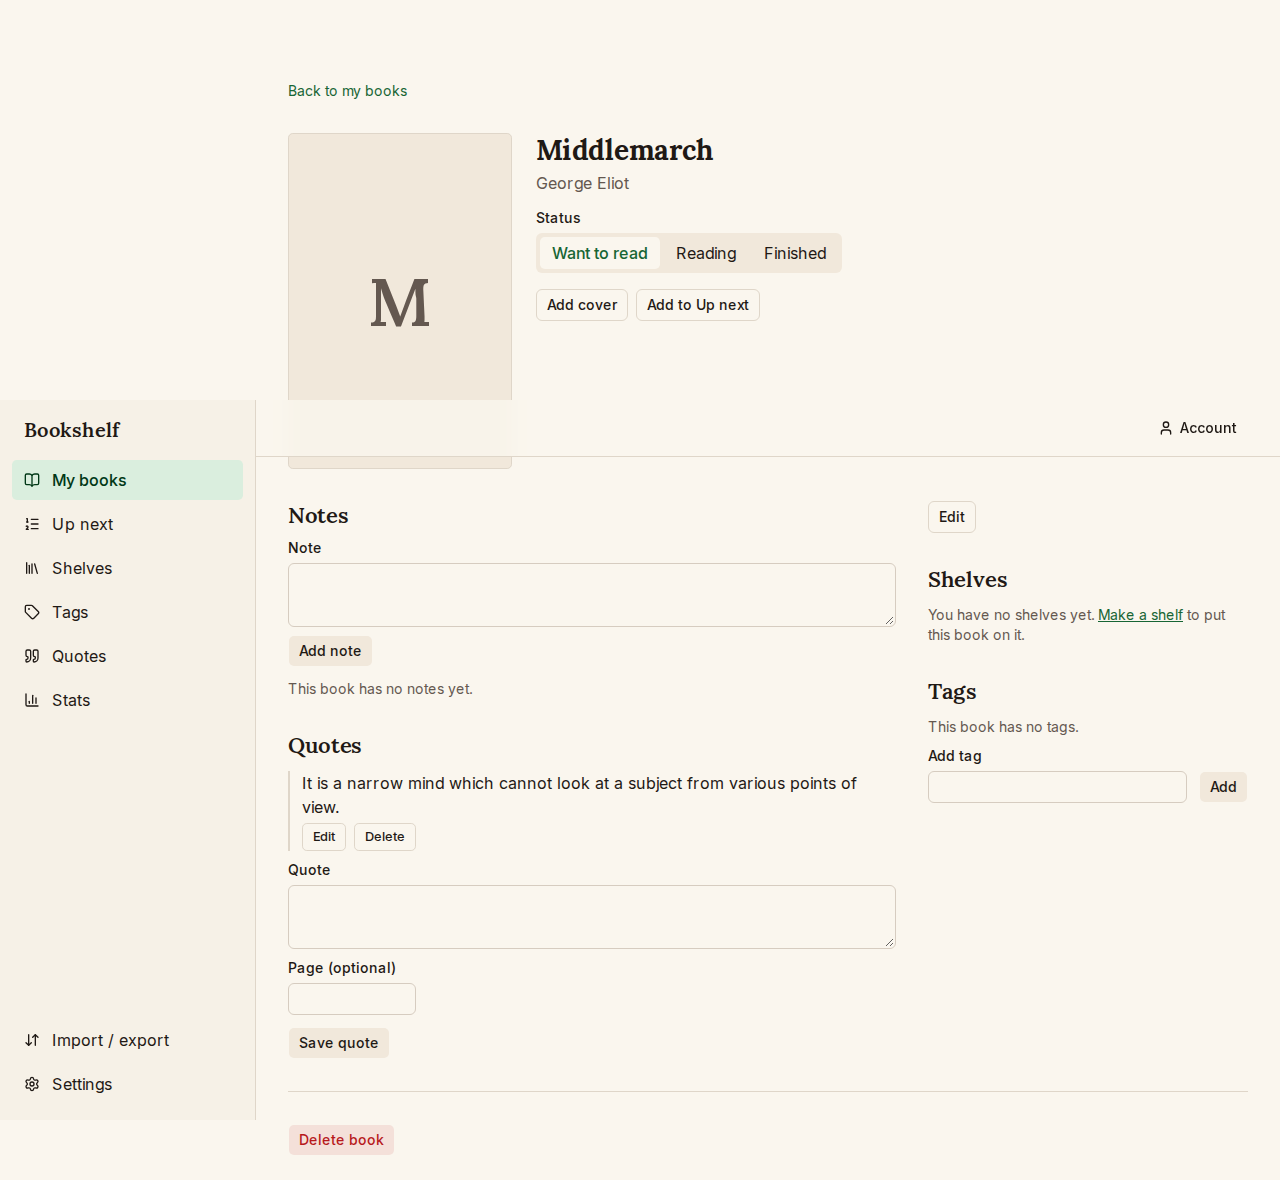 Back to my books
Middlemarch
George Eliot
Status
Want to read
Reading
Finished
Add cover
Add to Up next
M
Bookshelf
Account
My books
Up next
Shelves
Tags
Quotes
Stats
Import / export
Settings
Notes
Note
Add note
This book has no notes yet.
Quotes
It is a narrow mind which cannot look at a subject from various points of
view.
Edit
Delete
Quote
Page (optional)
Save quote
Delete book
Edit
Shelves
You have no shelves yet. Make a shelf to put
this book on it.
Tags
This book has no tags.
Add tag
Add